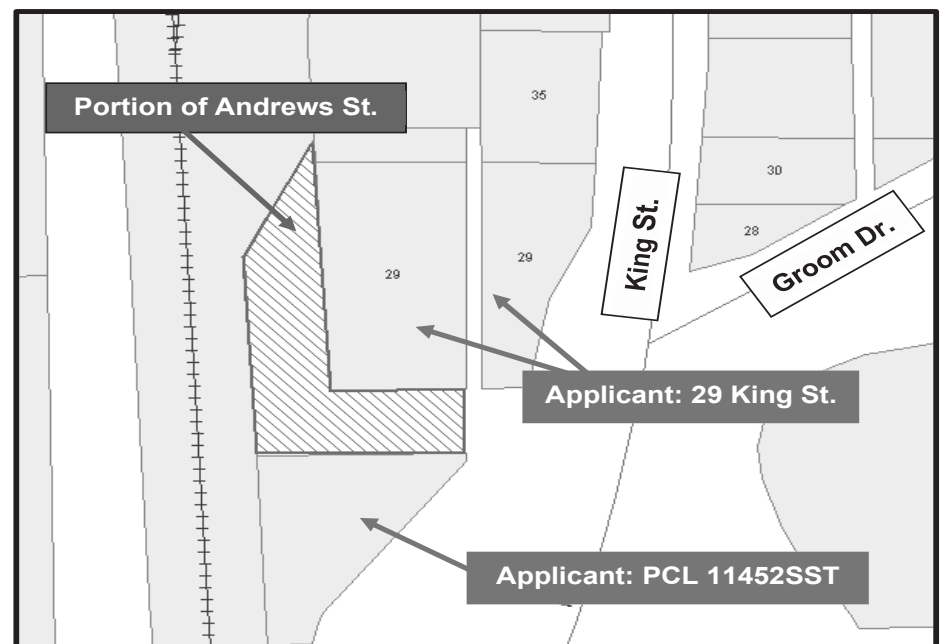 35
Portion of Andrews St.
30
King St.
28
Groom Dr.
29
29
Applicant: 29 King St.
Applicant: PCL 11452SST